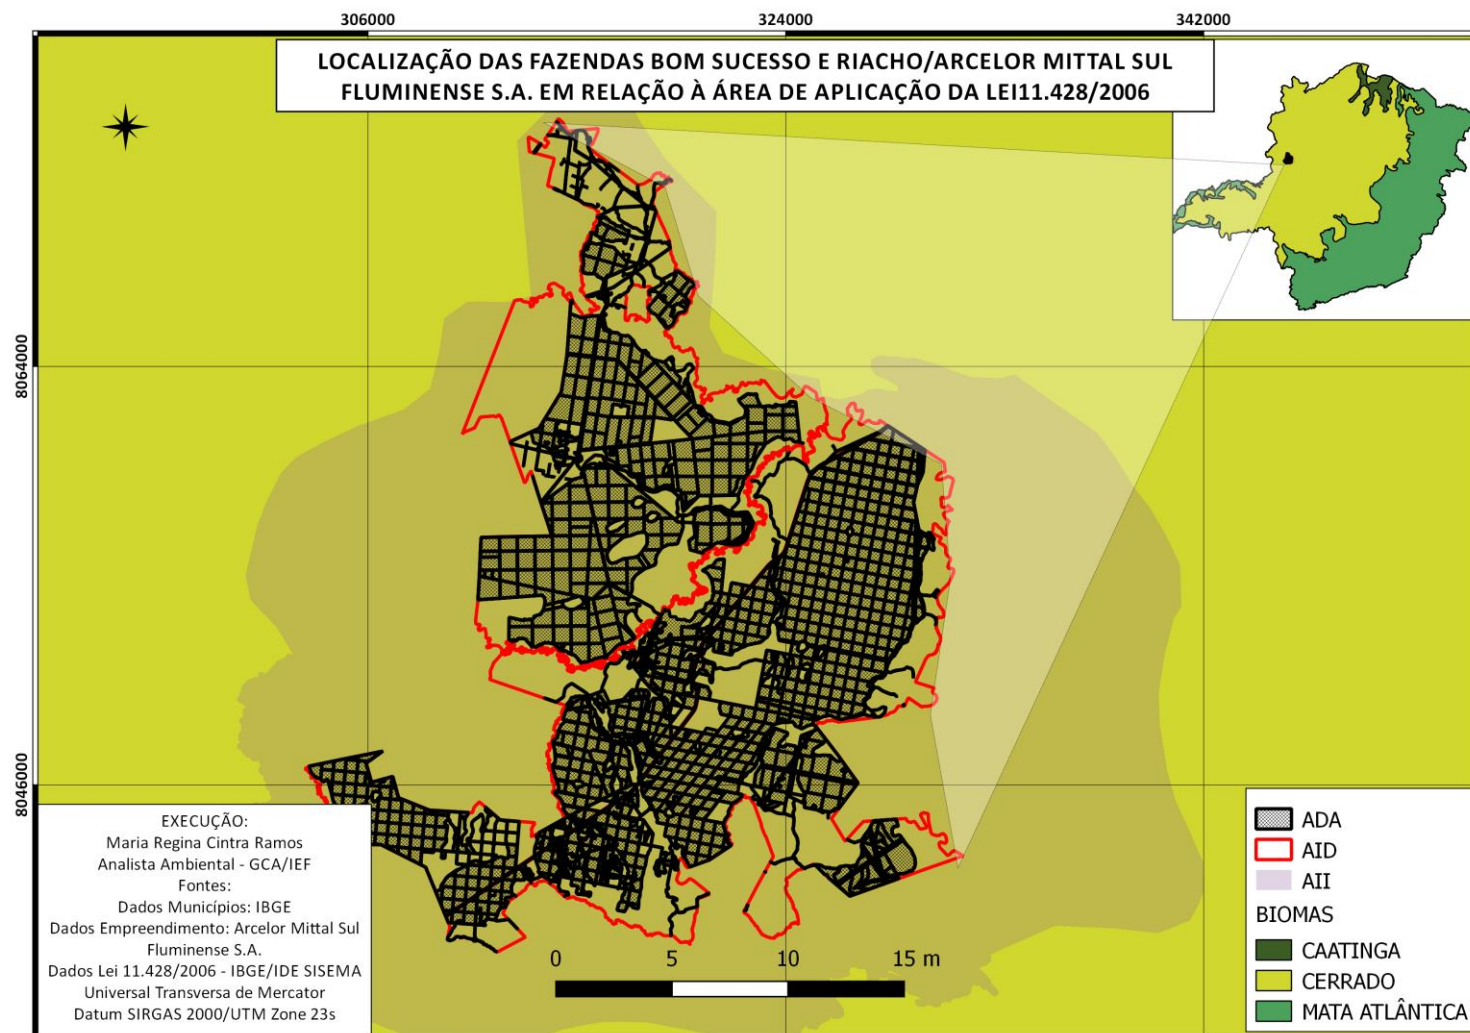 306000
324000
342000
LOCALIZAÇÃO DAS FAZENDAS BOM SUCESSO E RIACHO/ARCELOR MITTAL SUL
FLUMINENSE S.A. EM RELAÇÃO À ÁREA DE APLICAÇÃO DA LEI11.428/2006
8064000
8046000
EXECUÇÃO:
Maria Regina Cintra Ramos
Analista Ambiental - GCA/IEF
Fontes:
Dados Municípios: IBGE
Dados Empreendimento: Arcelor Mittal Sul
Fluminense S.A.
Dados Lei 11.428/2006 - IBGE/IDE SISEMA
Universal Transversa de Mercator
Datum SIRGAS 2000/UTM Zone 23s
0 5 10 15 m
ADA
AID
AII
BIOMAS
CAATINGA
CERRADO
MATA ATLÂNTICA